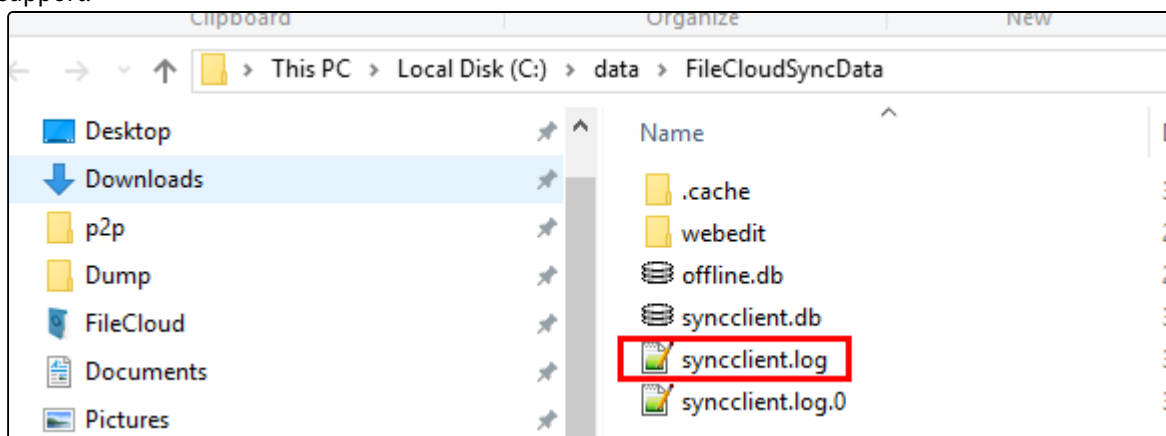 Clipboard Organize New
This PC > Local Disk (C:) > data > FileCloudSyncData
Desktop
Downloads
p2p
Dump
FileCloud
Documents
Pictures
Name
.cache
webedit
offline.db
syncclient.db
syncclient.log
syncclient.log.0